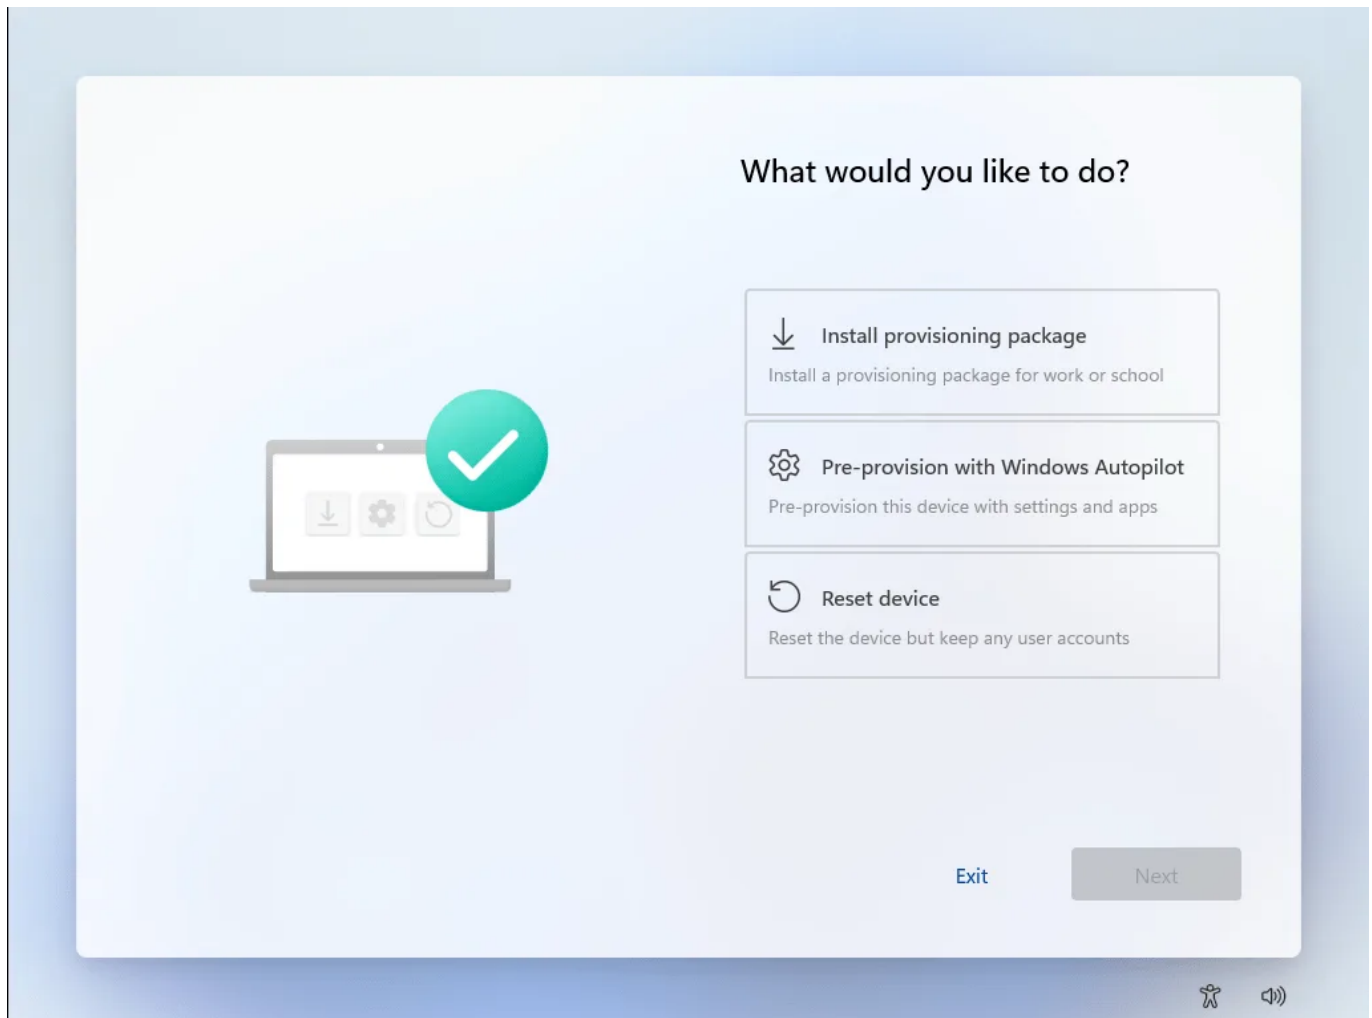 What would you like to do?
Install provisioning package
Install a provisioning package for work or school
Pre-provision with Windows Autopilot
Pre-provision this device with settings and apps
Reset device
Reset the device but keep any user accounts
Exit
Next